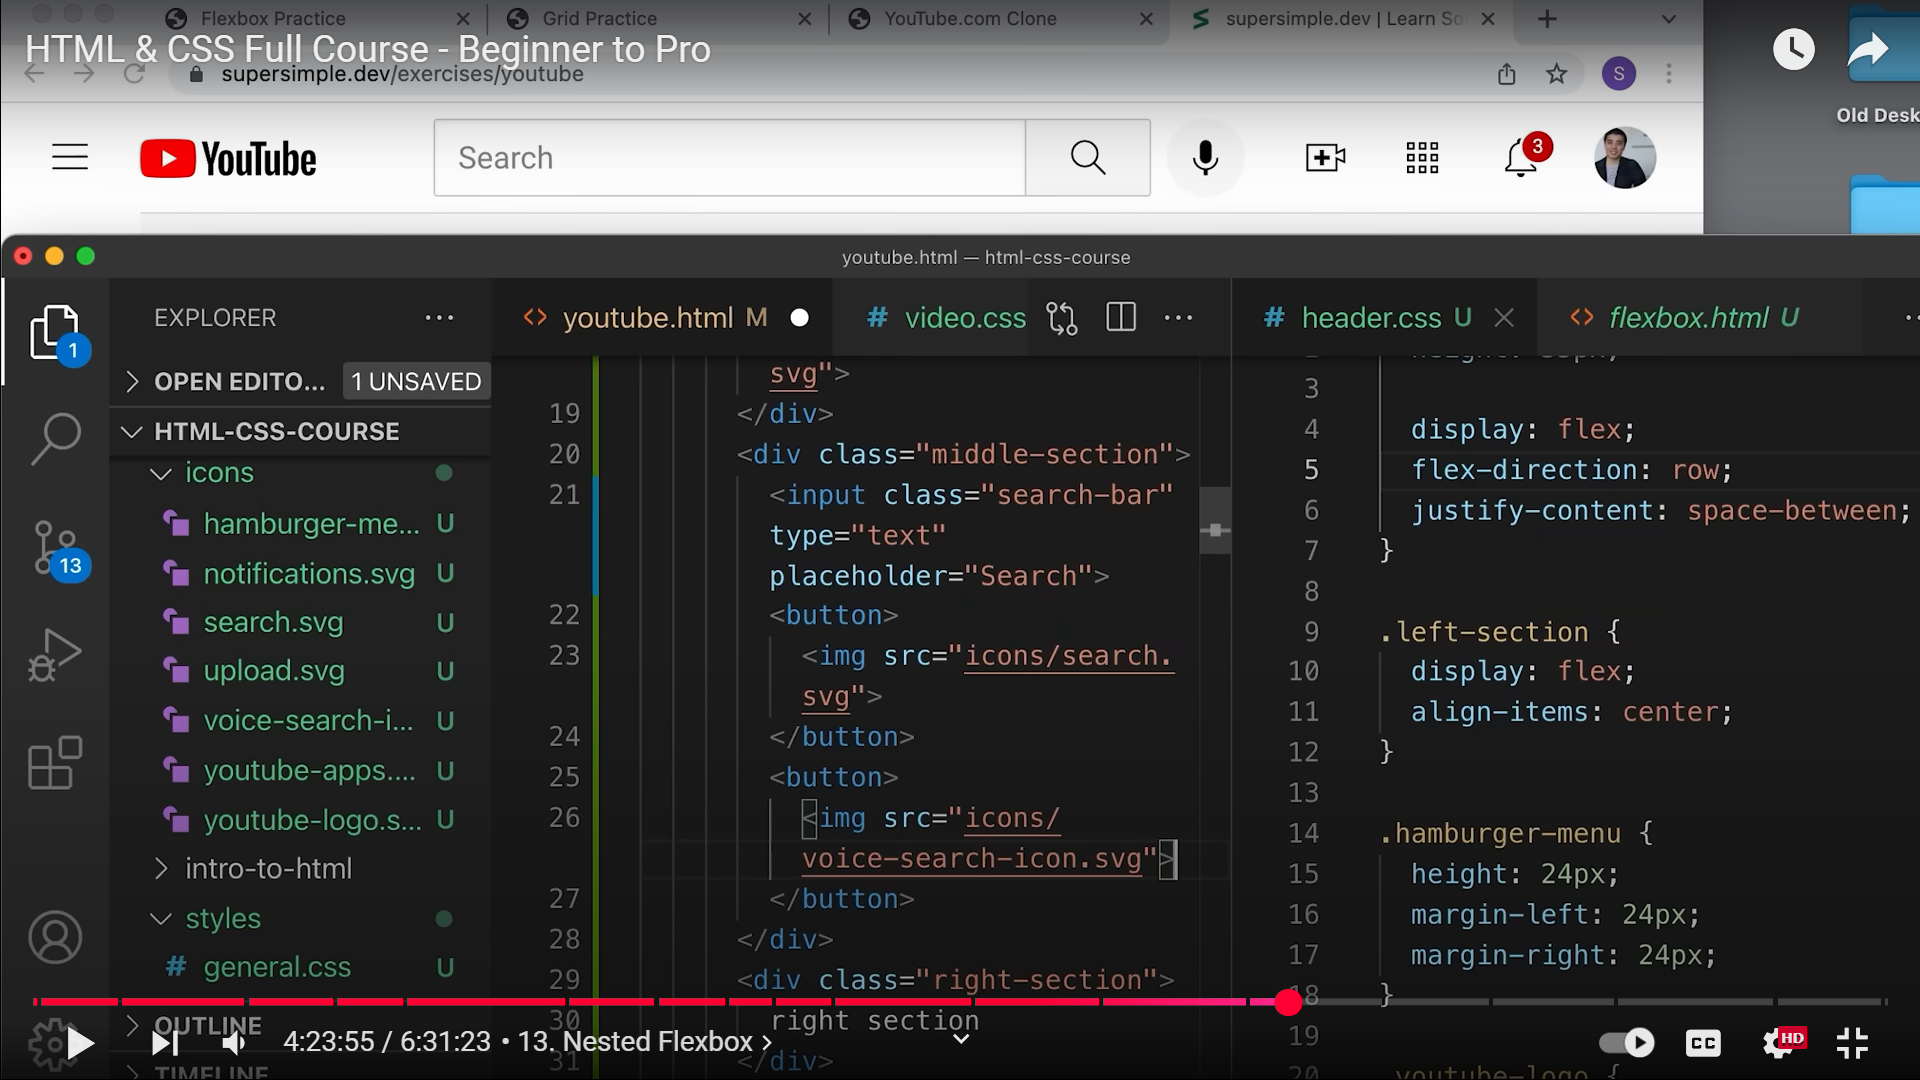 Flexbox Practice
Grid Practice
YouTube.com Clone
supersimple.dev | Learn So
HTML & CSS Full Course - Beginner to Pro
supersimple.dev/exercises/youtube
S
Old Desk
YouTube
Search
3
youtube.html — html-css-course
EXPLORER
youtube.html M
# video.css
# header.css U
flexbox.html U
1
OPEN EDITO... 1 UNSAVED
HTML-CSS-COURSE
icons
hamburger-me... U
notifications.svg U
13
search.svg U
upload.svg U
voice-search-i... U
youtube-apps.... U
youtube-logo.s... U
intro-to-html
styles
# general.css U
OUTLINE
TIMELINE
svg">
19 </div>
20 <div class="middle-section">
21 <input class="search-bar"
type="text"
placeholder="Search">
22 <button>
23 <img src="icons/search.
svg">
24 </button>
25 <button>
26 <img src="icons/
voice-search-icon.svg">
27 </button>
28 </div>
29 <div class="right-section">
30 right section
31 </div>
3
4 display: flex;
5 flex-direction: row;
6 justify-content: space-between;
7 }
8
9 .left-section {
10 display: flex;
11 align-items: center;
12 }
13
14 .hamburger-menu {
15 height: 24px;
16 margin-left: 24px;
17 margin-right: 24px;
18 }
19
20 .youtube-logo {
4:23:55 / 6:31:23 • 13. Nested Flexbox
CC
HD